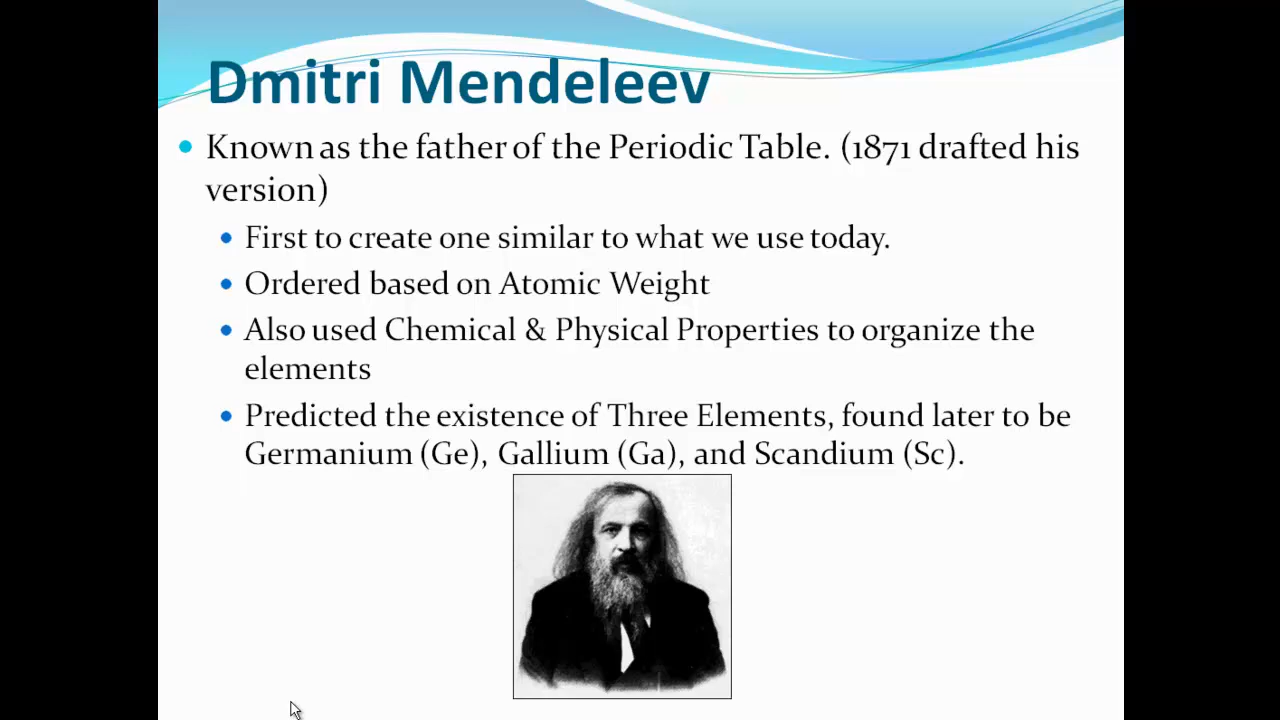 Dmitri Mendeleev
Known as the father of the Periodic Table. (1871 drafted his
version)
First to create one similar to what we use today.
Ordered based on Atomic Weight
Also used Chemical & Physical Properties to organize the
elements
Predicted the existence of Three Elements, found later to be
Germanium (Ge), Gallium (Ga), and Scandium (Sc).